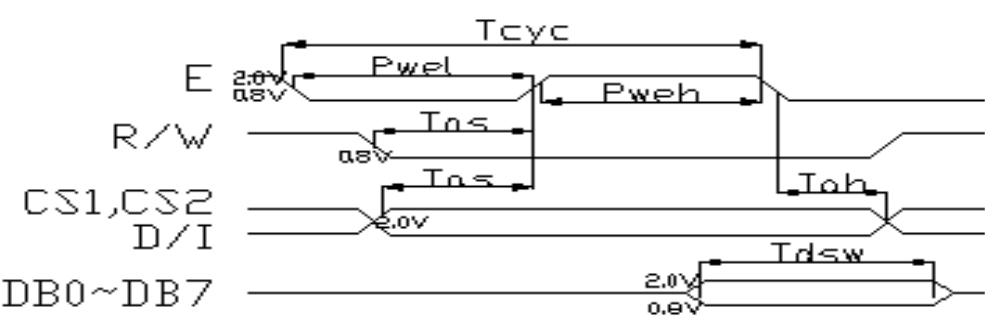 Tcyc
E 2.0V Pwel
0.8V Pweh
R/W Tas
0.8V
CS1,CS2 Tas Tah
2.0V
D/I
Tdsw
2.0V
DB0~DB7
0.8V